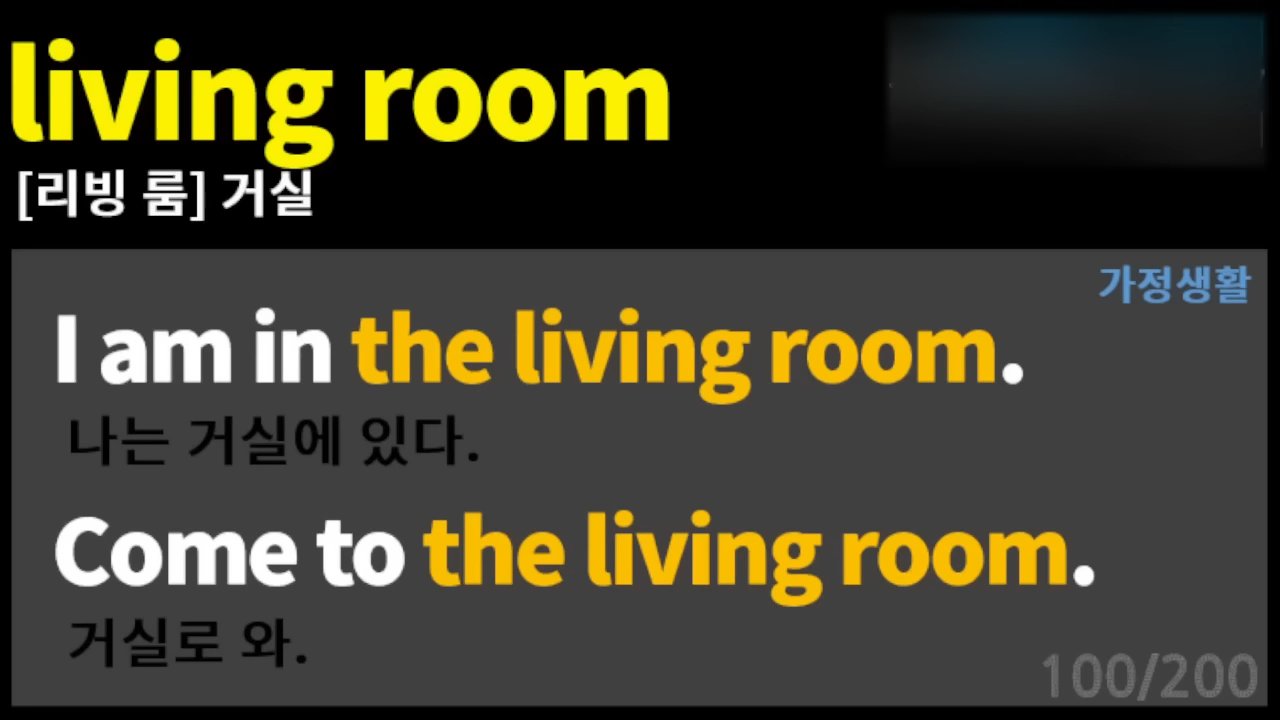 living room
[리빙 룸] 거실
가정생활
I am in the living room.
나는 거실에 있다.
Come to the living room.
거실로 와.
100/200